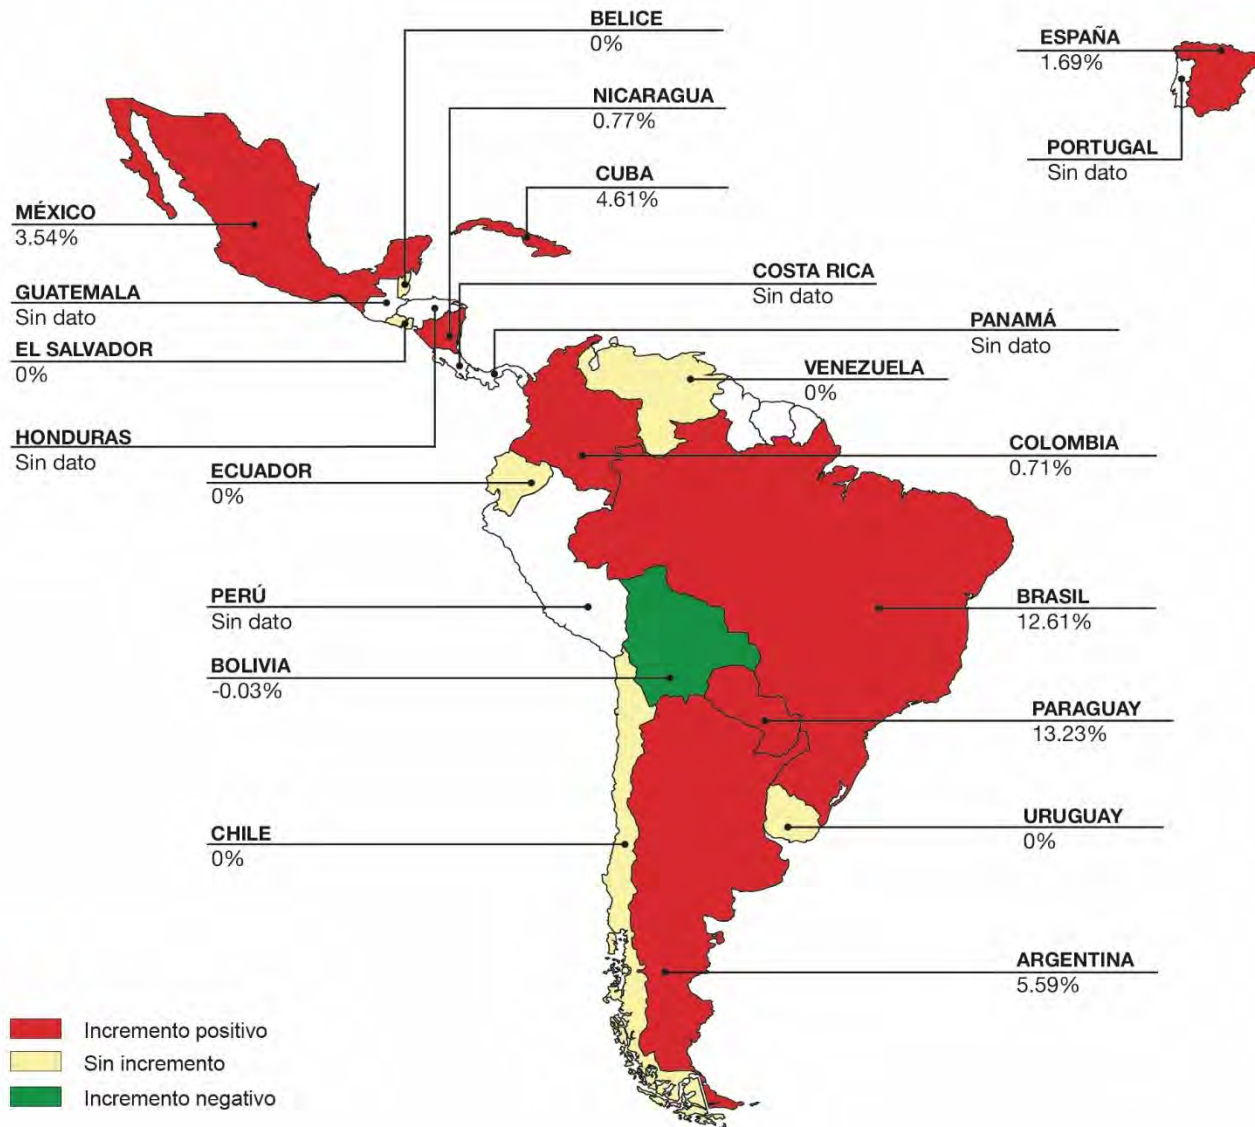 BELICE
0%
ESPAÑA
1.69%
NICARAGUA
0.77%
PORTUGAL
Sin dato
CUBA
4.61%
MÉXICO
3.54%
COSTA RICA
Sin dato
GUATEMALA
Sin dato
PANAMÁ
Sin dato
EL SALVADOR
0%
VENEZUELA
0%
HONDURAS
Sin dato
COLOMBIA
0.71%
ECUADOR
0%
PERÚ
Sin dato
BRASIL
12.61%
BOLIVIA
-0.03%
PARAGUAY
13.23%
CHILE
0%
URUGUAY
0%
ARGENTINA
5.59%
Incremento positivo
Sin incremento
Incremento negativo